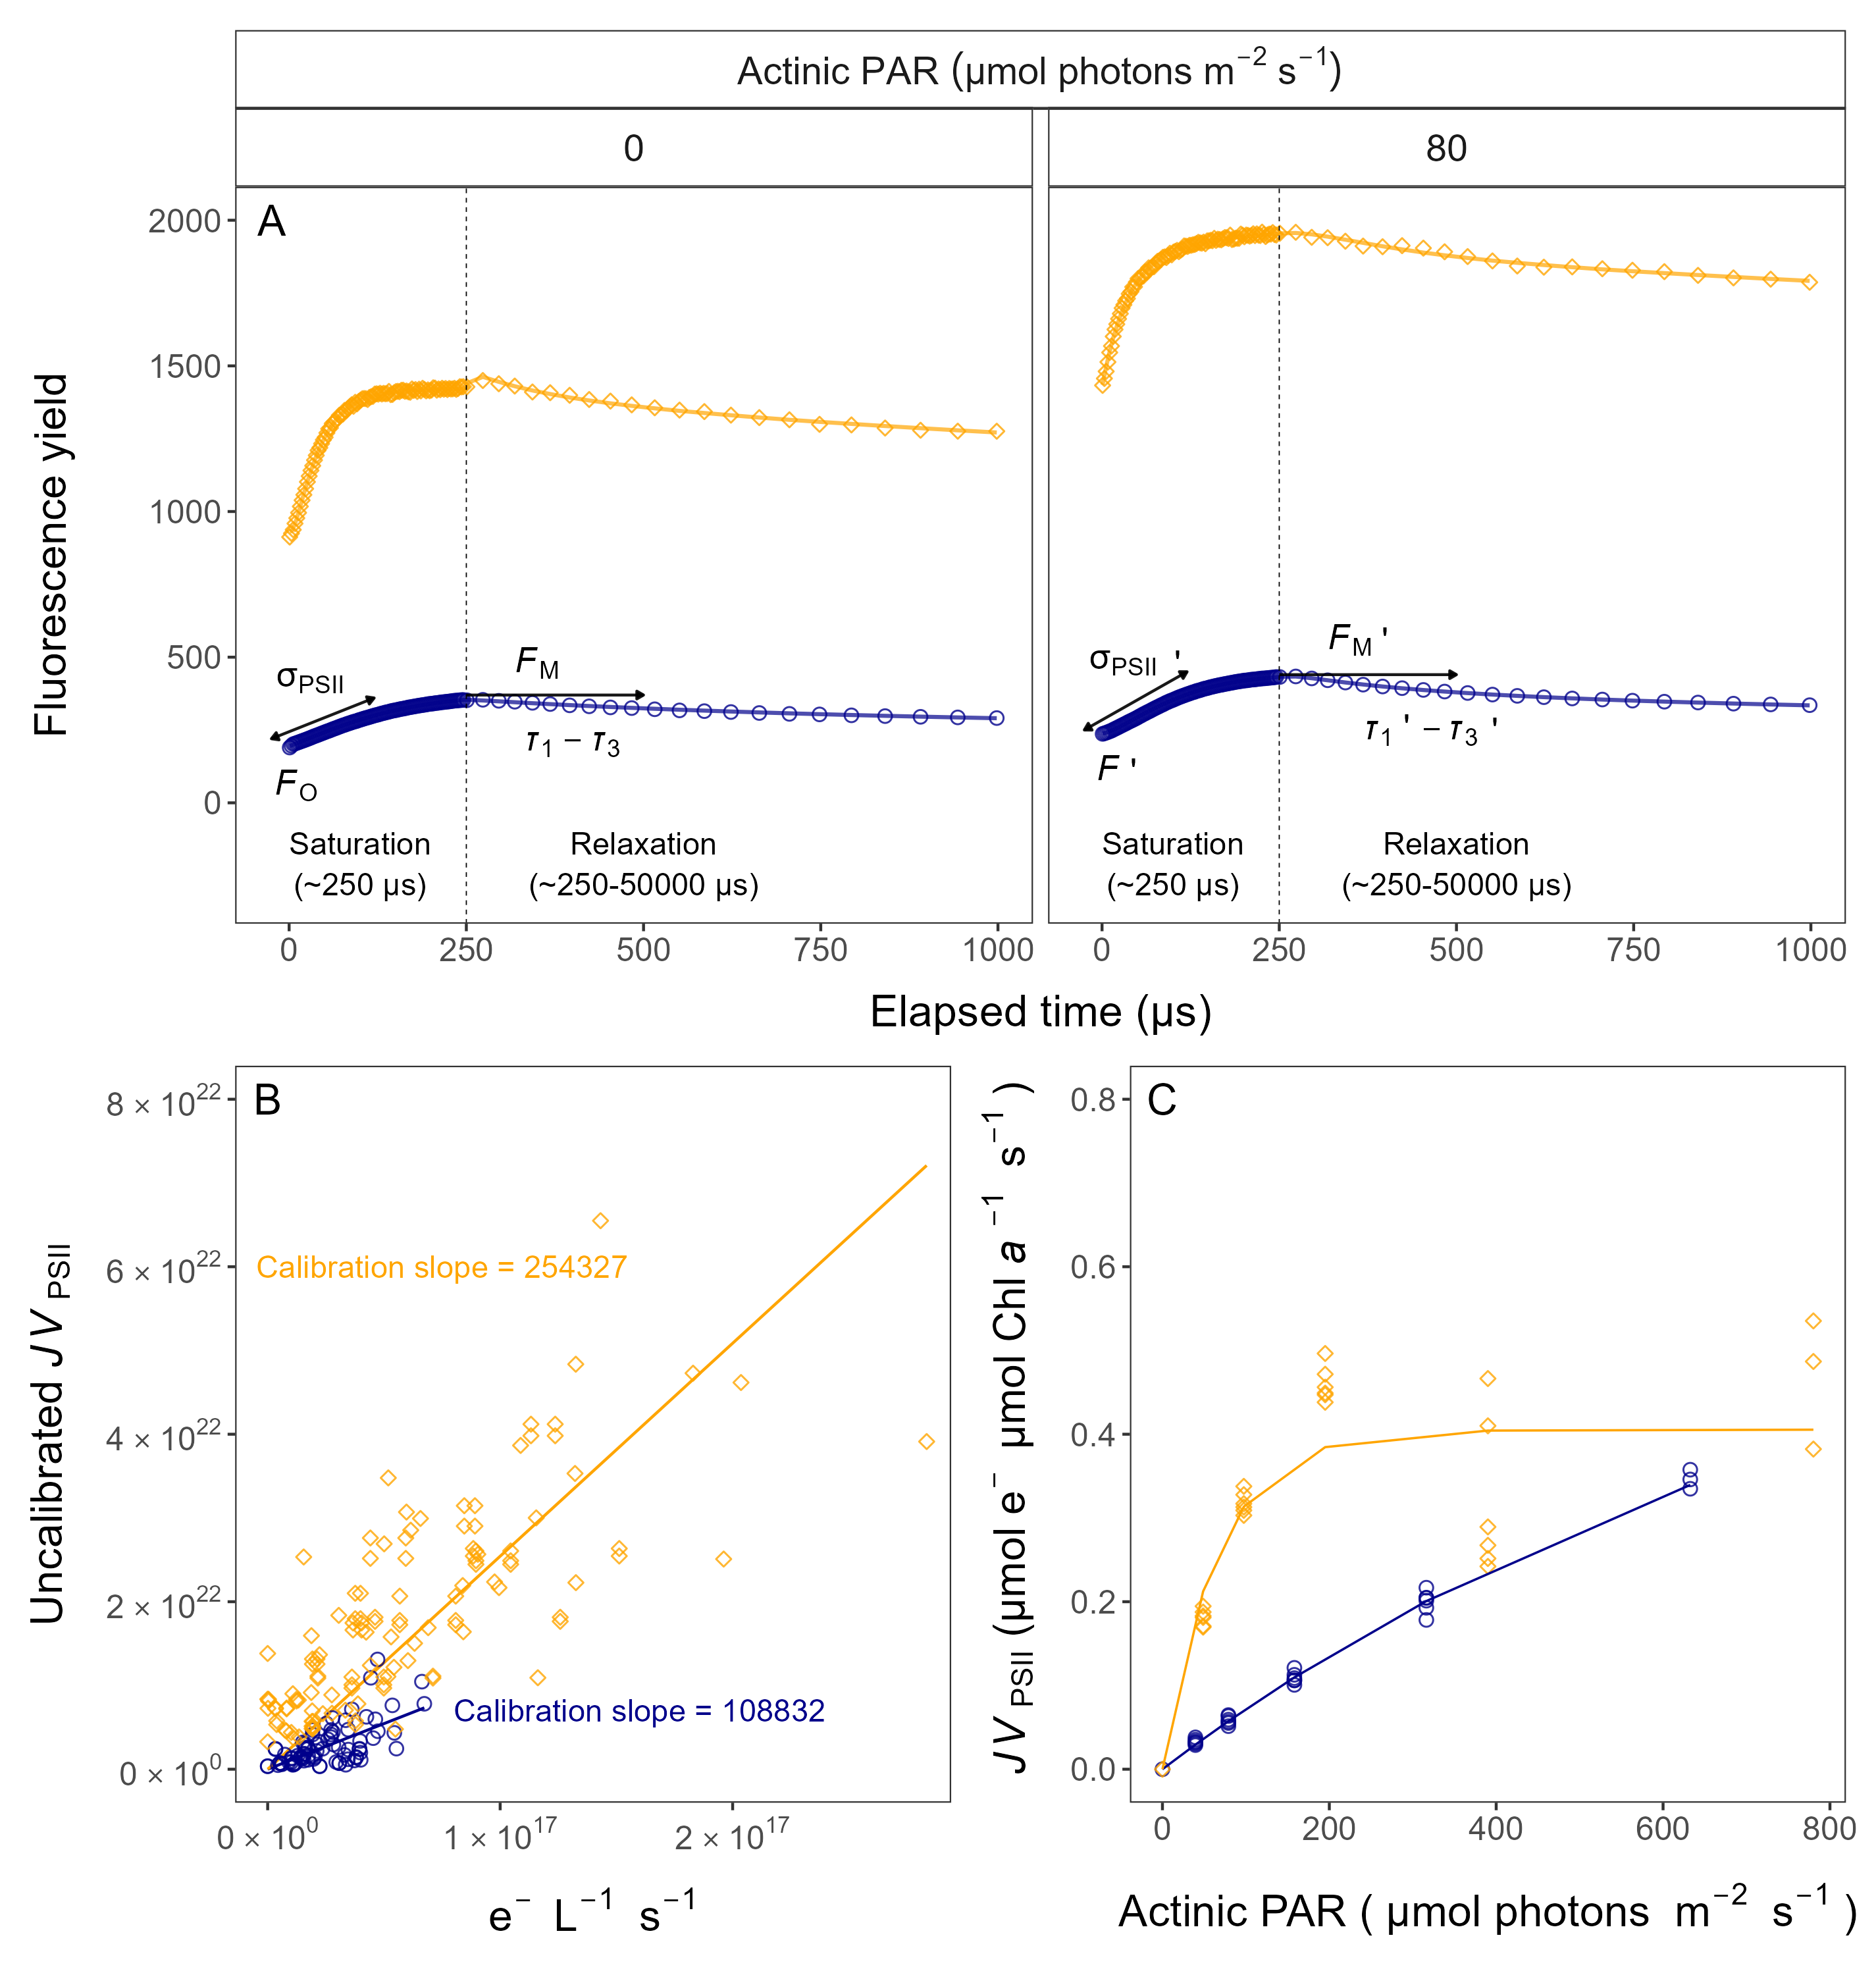 Actinic PAR (µmol photons m⁻² s⁻¹)
0
80
A
Fluorescence yield
2000
1500
1000
500
0
σPSII
FM
τ1 − τ3
FO
Saturation
(~250 µs)
Relaxation
(~250-50000 µs)
σPSII '
FM '
τ1 ' − τ3 '
F '
Saturation
(~250 µs)
Relaxation
(~250-50000 µs)
0 250 500 750 1000
0 250 500 750 1000
Elapsed time (µs)
B
Uncalibrated JV PSII
8 × 10²²
6 × 10²²
4 × 10²²
2 × 10²²
0 × 10⁰
Calibration slope = 254327
Calibration slope = 108832
0 × 10⁰ 1 × 10¹⁷ 2 × 10¹⁷
e⁻ L⁻¹ s⁻¹
C
JV PSII (µmol e⁻ µmol Chl a⁻¹ s⁻¹)
0.8
0.6
0.4
0.2
0.0
0 200 400 600 800
Actinic PAR ( µmol photons m⁻² s⁻¹ )